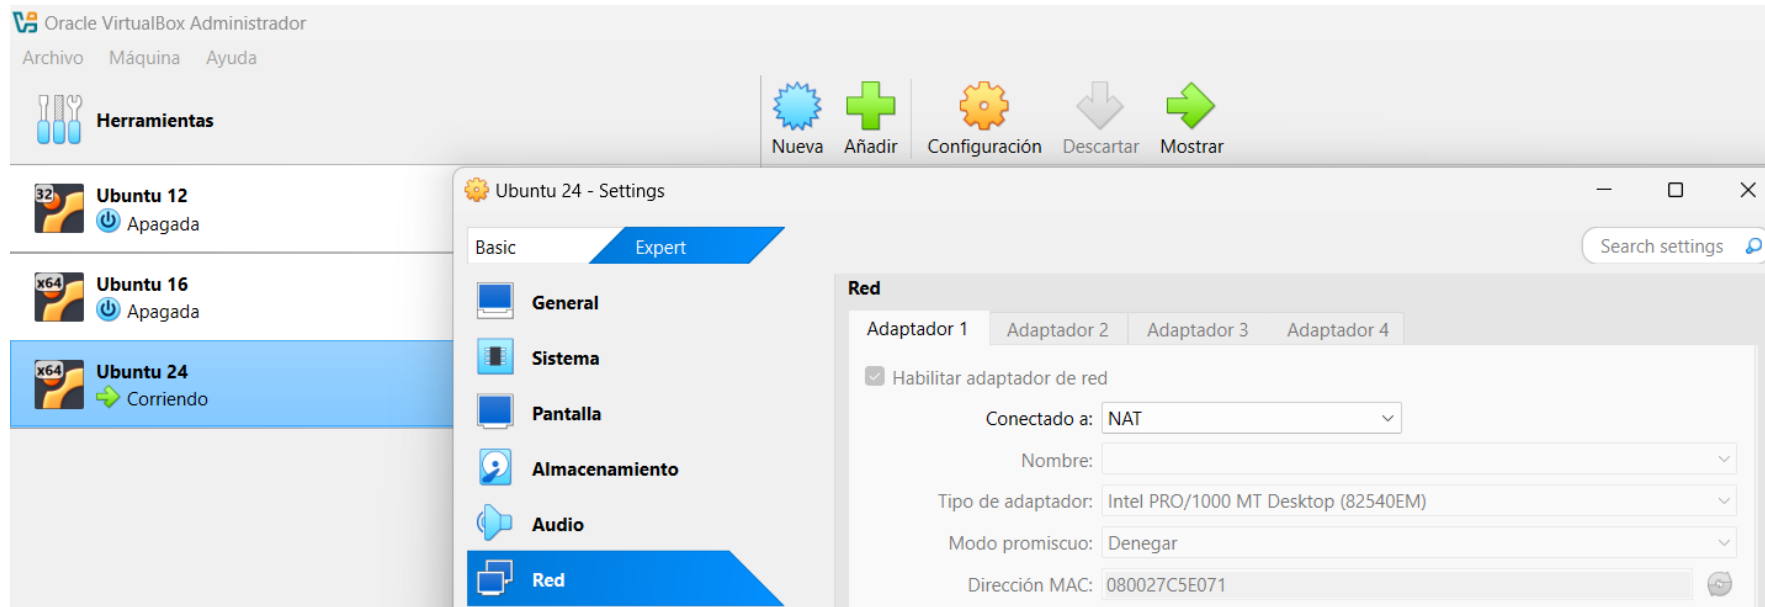 Oracle VirtualBox Administrador
Archivo Máquina Ayuda
Herramientas
Nueva Añadir Configuración Descartar Mostrar
32
Ubuntu 12
Apagada
x64
Ubuntu 16
Apagada
x64
Ubuntu 24
Corriendo
Ubuntu 24 - Settings
Basic Expert
Search settings
General
Sistema
Pantalla
Almacenamiento
Audio
Red
Red
Adaptador 1 Adaptador 2 Adaptador 3 Adaptador 4
Habilitar adaptador de red
Conectado a: NAT
Nombre:
Tipo de adaptador: Intel PRO/1000 MT Desktop (82540EM)
Modo promiscuo: Denegar
Dirección MAC: 080027C5E071